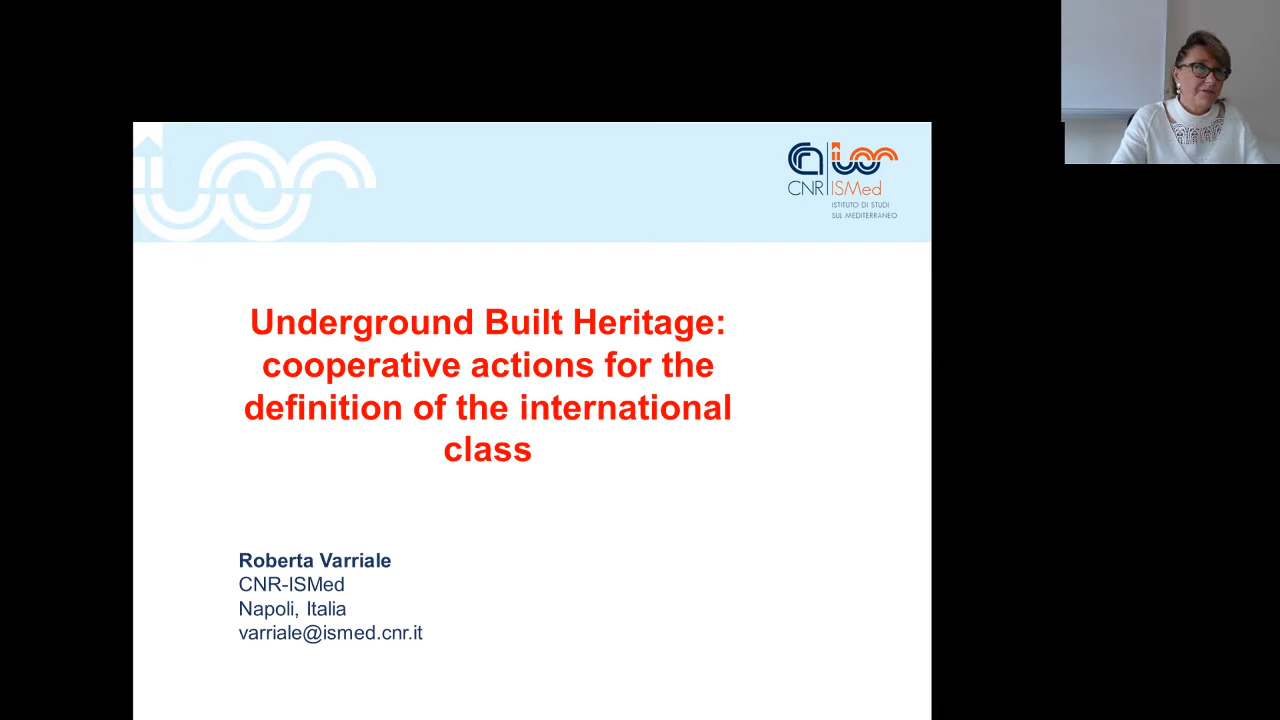 CNR
ISMed
ISTITUTO DI STUDI
SUL MEDITERRANEO
Underground Built Heritage:
cooperative actions for the
definition of the international
class
Roberta Varriale
CNR-ISMed
Napoli, Italia
varriale@ismed.cnr.it